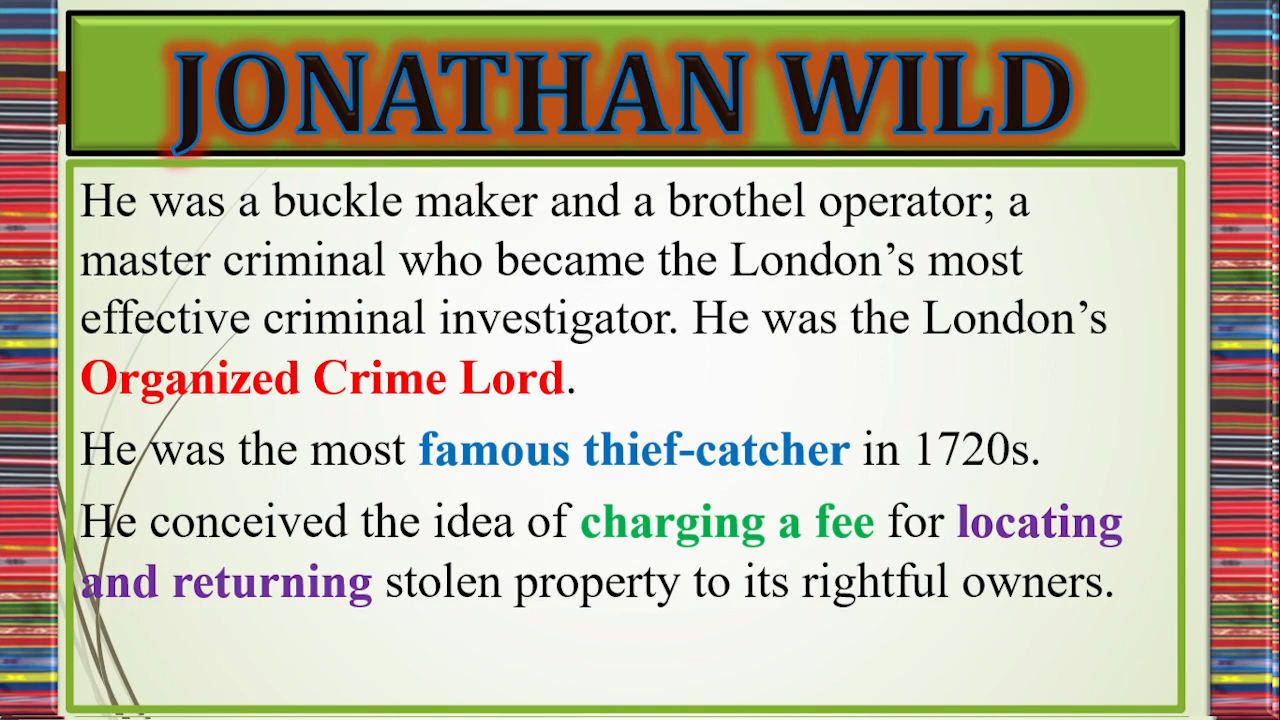 JONATHAN WILD
He was a buckle maker and a brothel operator; a
master criminal who became the London’s most
effective criminal investigator. He was the London’s
Organized Crime Lord.
He was the most famous thief-catcher in 1720s.
He conceived the idea of charging a fee for locating
and returning stolen property to its rightful owners.